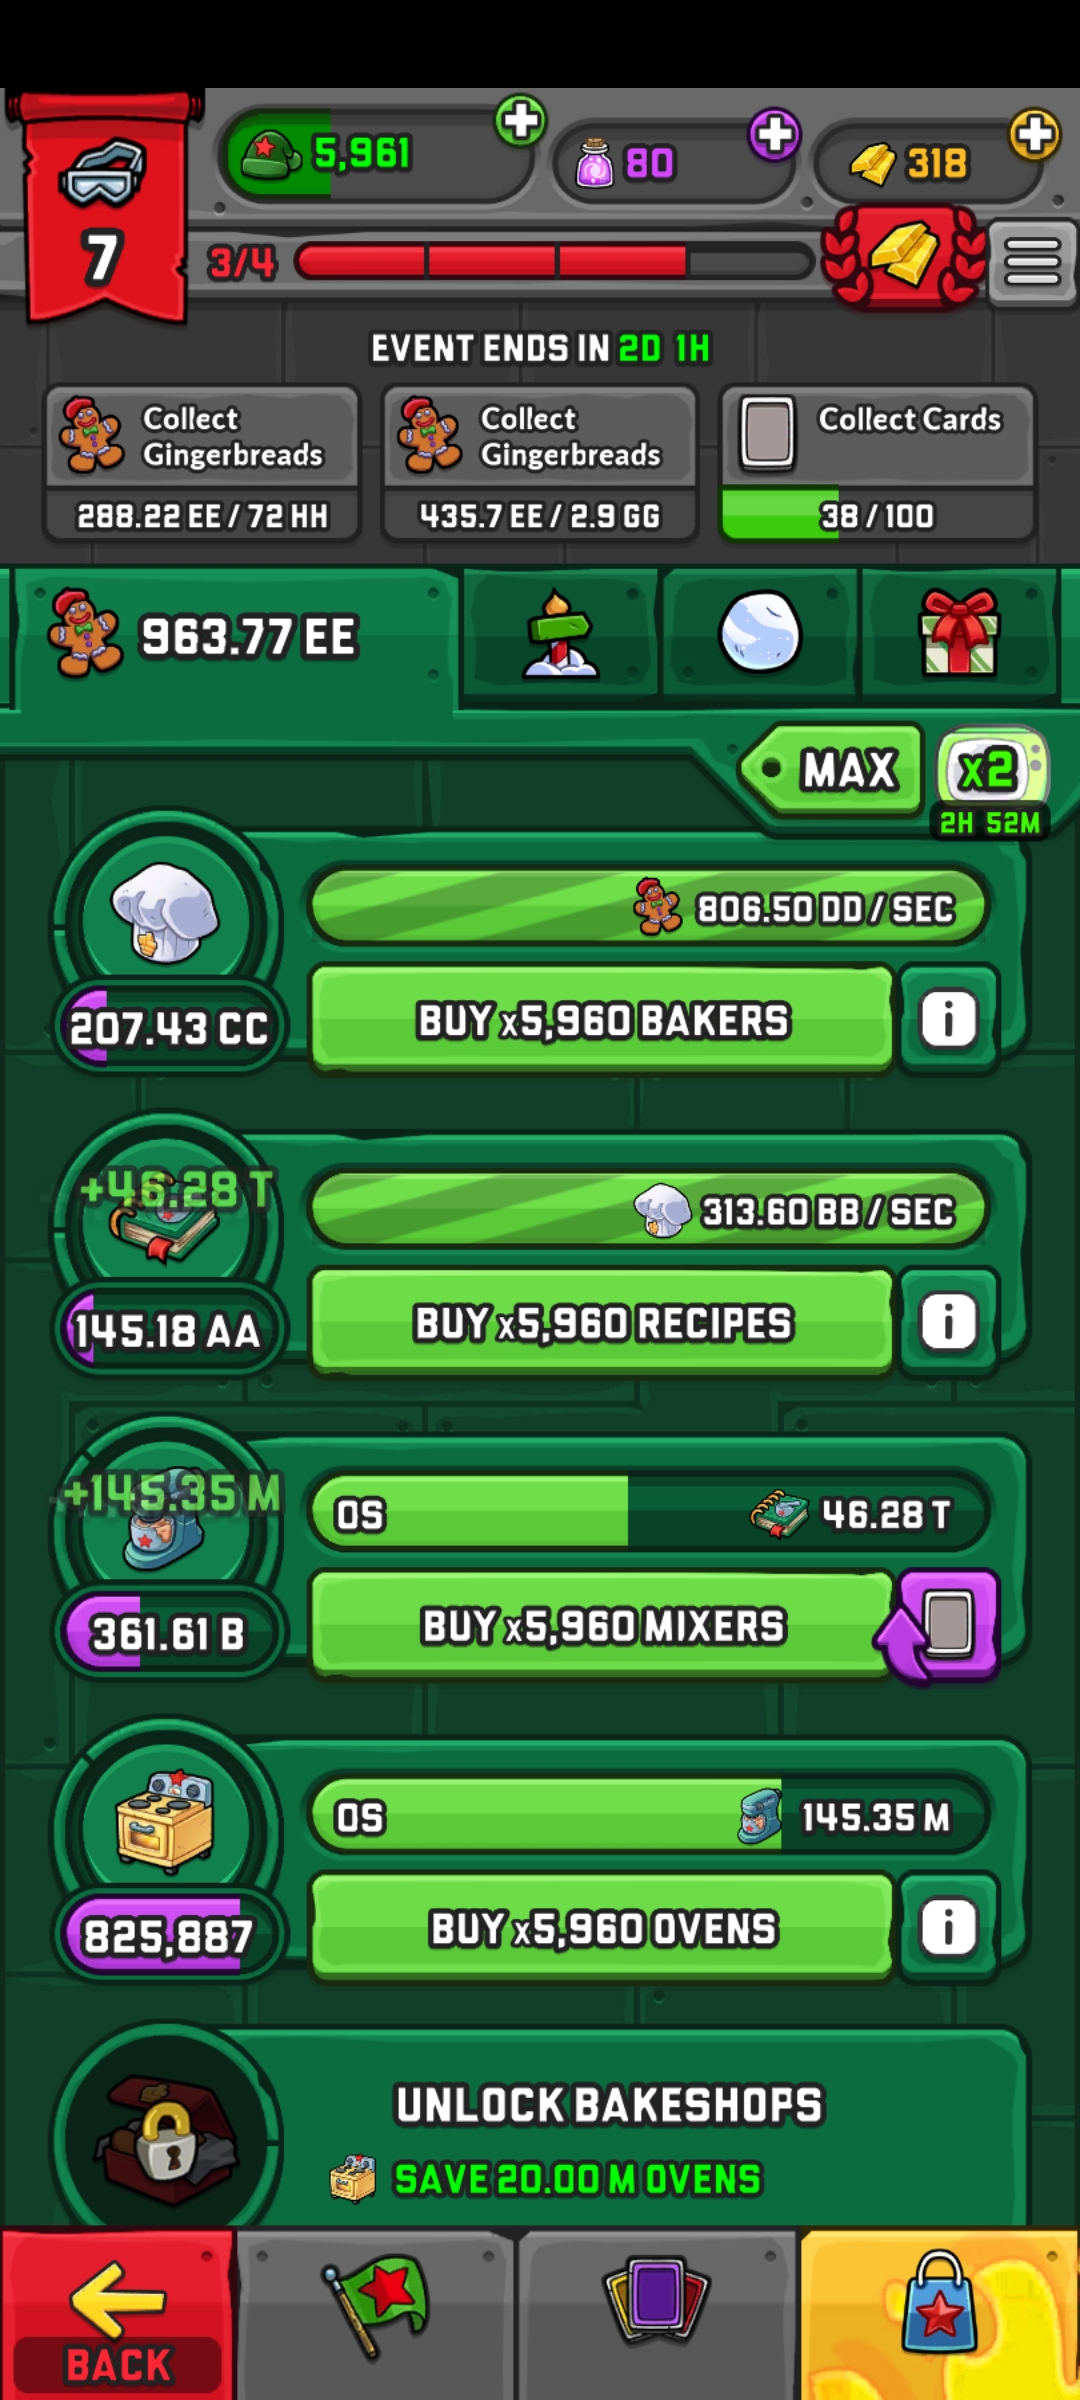 5,961
80
318
7
3/4
EVENT ENDS IN 2D 1H
Collect
Gingerbreads
288.22 EE / 72 HH
Collect
Gingerbreads
435.7 EE / 2.9 GG
Collect Cards
38 / 100
963.77 EE
MAX
x2
2H 52M
806.50 DD / SEC
207.43 CC
BUY x5,960 BAKERS
+46.28 T
313.60 BB / SEC
145.18 AA
BUY x5,960 RECIPES
+145.35 M
0S
46.28 T
361.61 B
BUY x5,960 MIXERS
0S
145.35 M
825,887
BUY x5,960 OVENS
UNLOCK BAKESHOPS
SAVE 20.00 M OVENS
BACK